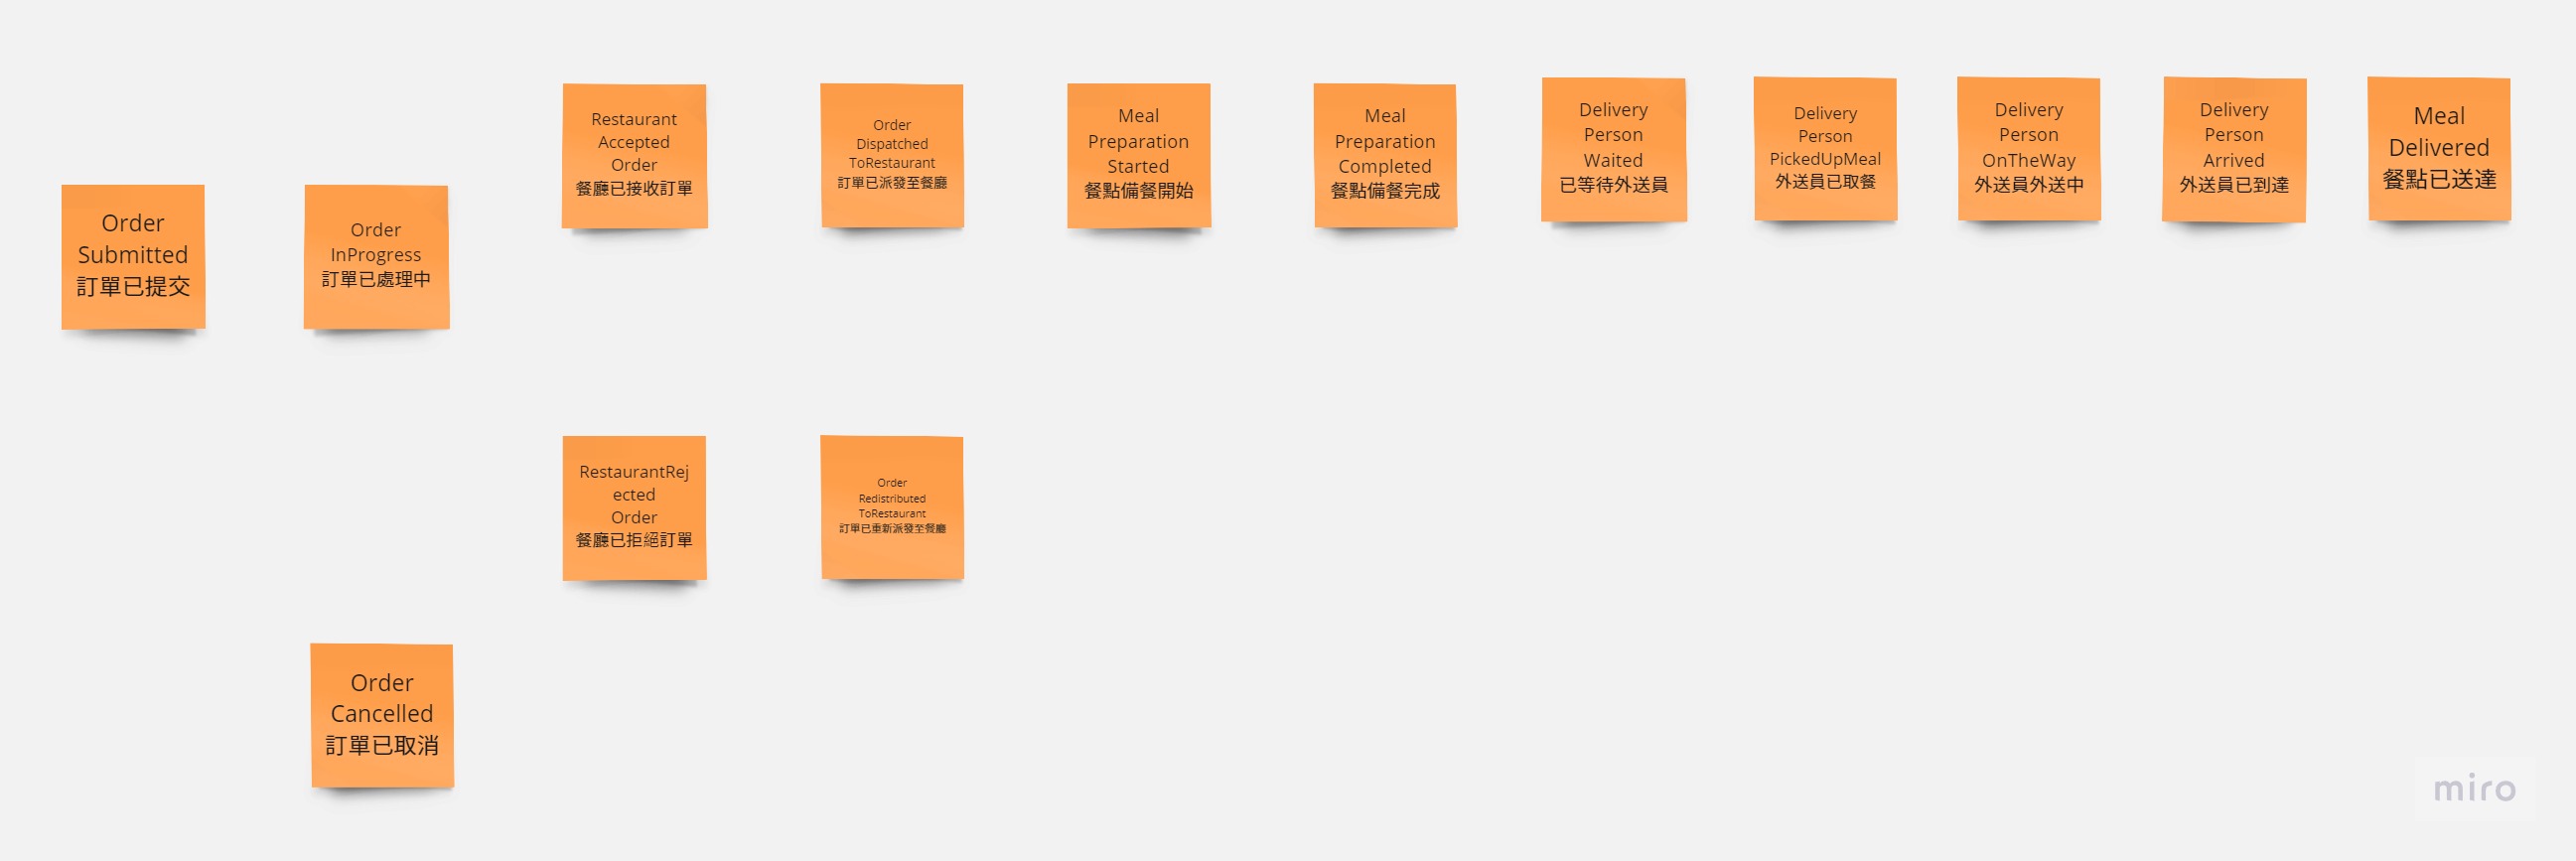 Order
Submitted
訂單已提交
Order
InProgress
訂單已處理中
Restaurant
Accepted
Order
餐廳已接收訂單
Order
Dispatched
ToRestaurant
訂單已派發至餐廳
Meal
Preparation
Started
餐點備餐開始
Meal
Preparation
Completed
餐點備餐完成
Delivery
Person
Waited
已等待外送員
Delivery
Person
PickedUpMeal
外送員已取餐
Delivery
Person
OnTheWay
外送員外送中
Delivery
Person
Arrived
外送員已到達
Meal
Delivered
餐點已送達
RestaurantRej
ected
Order
餐廳已拒絕訂單
Order
Redistributed
ToRestaurant
訂單已重新派發至餐廳
Order
Cancelled
訂單已取消
miro